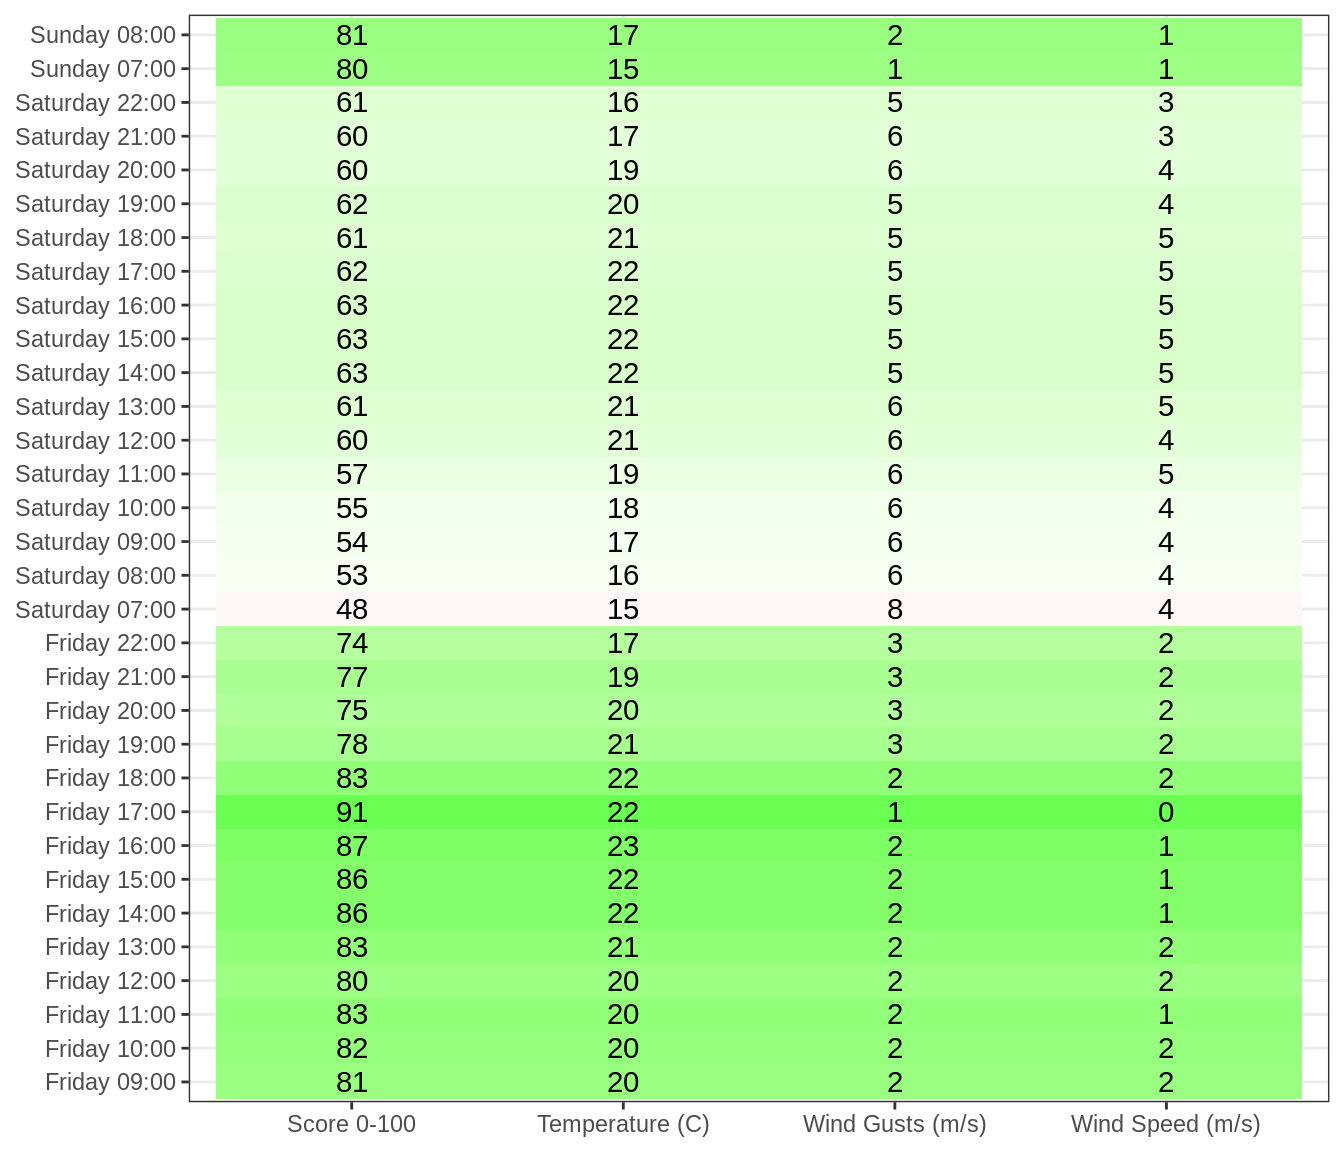 Sunday 08:00 81 17 2 1
Sunday 07:00 80 15 1 1
Saturday 22:00 61 16 5 3
Saturday 21:00 60 17 6 3
Saturday 20:00 60 19 6 4
Saturday 19:00 62 20 5 4
Saturday 18:00 61 21 5 5
Saturday 17:00 62 22 5 5
Saturday 16:00 63 22 5 5
Saturday 15:00 63 22 5 5
Saturday 14:00 63 22 5 5
Saturday 13:00 61 21 6 5
Saturday 12:00 60 21 6 4
Saturday 11:00 57 19 6 5
Saturday 10:00 55 18 6 4
Saturday 09:00 54 17 6 4
Saturday 08:00 53 16 6 4
Saturday 07:00 48 15 8 4
Friday 22:00 74 17 3 2
Friday 21:00 77 19 3 2
Friday 20:00 75 20 3 2
Friday 19:00 78 21 3 2
Friday 18:00 83 22 2 2
Friday 17:00 91 22 1 0
Friday 16:00 87 23 2 1
Friday 15:00 86 22 2 1
Friday 14:00 86 22 2 1
Friday 13:00 83 21 2 2
Friday 12:00 80 20 2 2
Friday 11:00 83 20 2 1
Friday 10:00 82 20 2 2
Friday 09:00 81 20 2 2
Score 0-100 Temperature (C) Wind Gusts (m/s) Wind Speed (m/s)